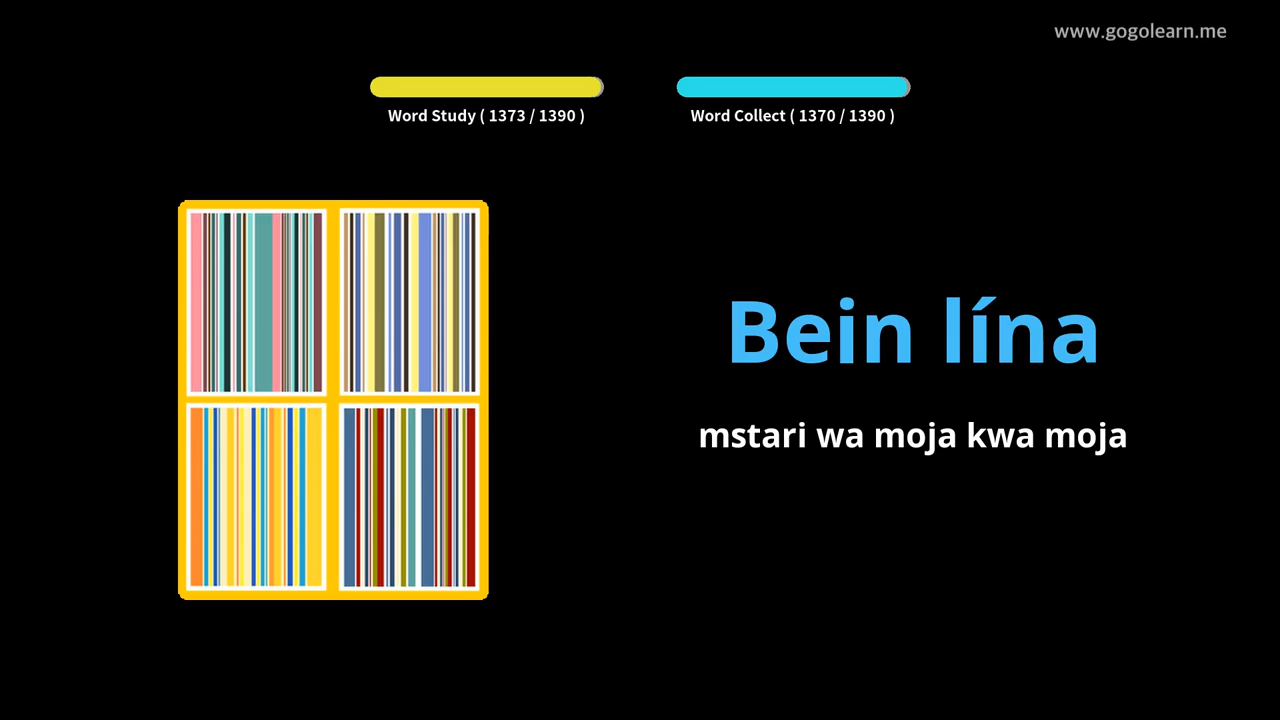 www.gogolearn.me
Word Study ( 1373 / 1390 )
Word Collect ( 1370 / 1390 )
Bein lína
mstari wa moja kwa moja